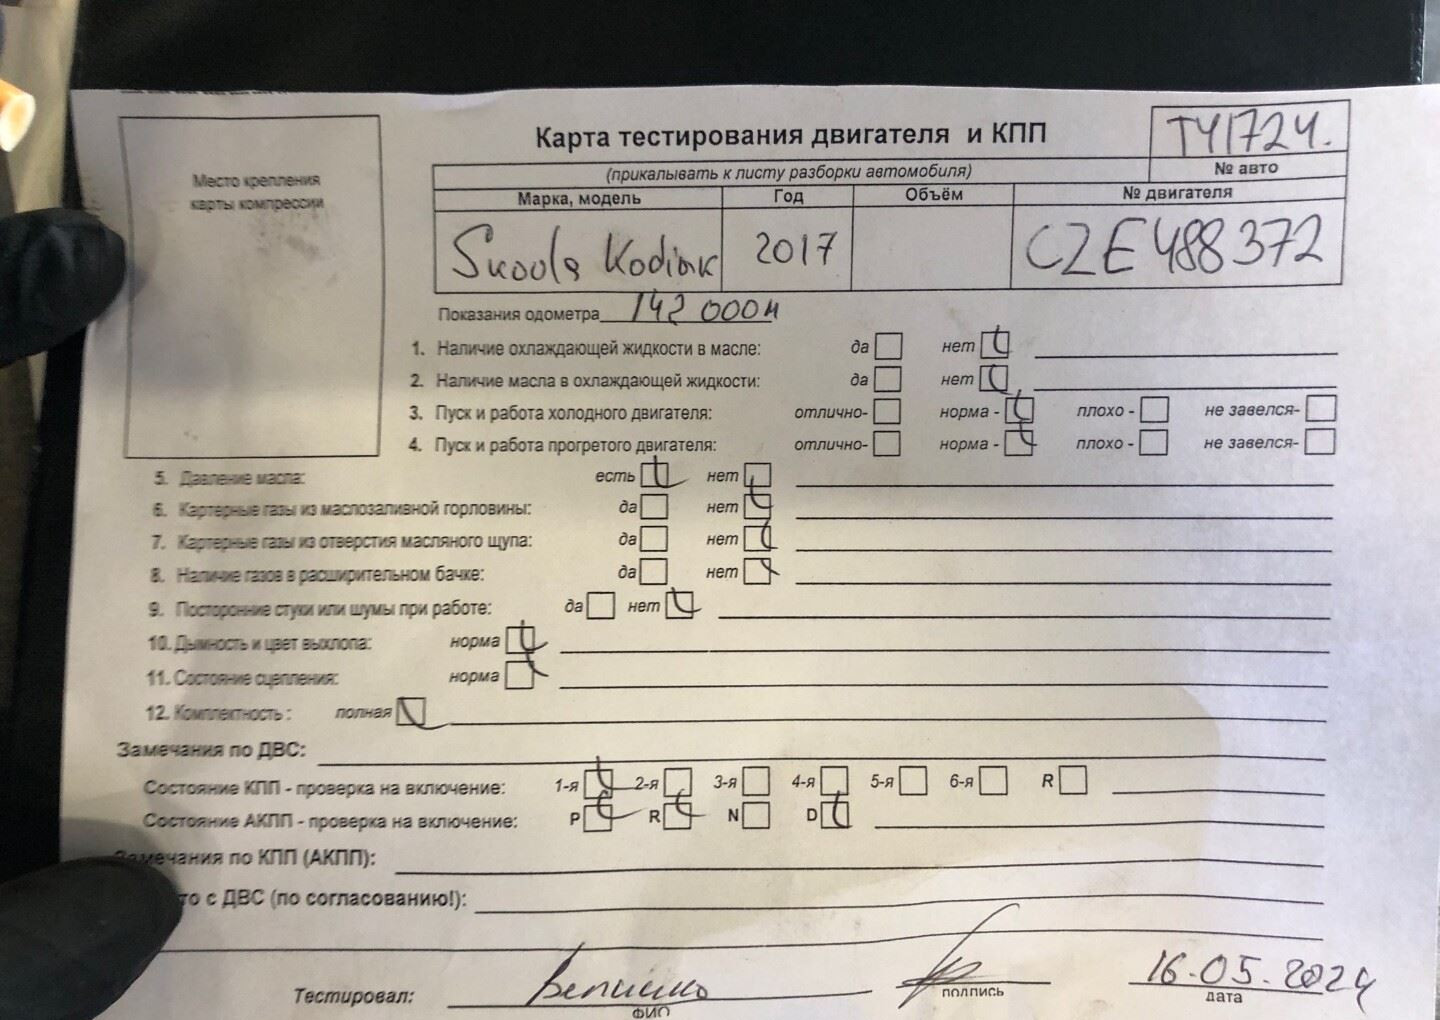 Карта тестирования двигателя и КПП
ТЧ1724.
№ авто
(прикалывать к листу разборки автомобиля)
Место крепления
карты компрессии
Марка, модель Год Объём № двигателя
Skoda Kodiak 2017 CZE488372
Показания одометра 142 000
1. Наличие охлаждающей жидкости в масле: да нет
2. Наличие масла в охлаждающей жидкости: да нет
3. Пуск и работа холодного двигателя: отлично- норма - плохо - не завелся-
4. Пуск и работа прогретого двигателя: отлично- норма - плохо - не завелся-
5. Давление масла: есть нет
6. Картерные газы из маслозаливной горловины: да нет
7. Картерные газы из отверстия масляного щупа: да нет
8. Наличие газов в расширительном бачке: да нет
9. Посторонние стуки или шумы при работе: да нет
10. Дымность и цвет выхлопа: норма
11. Состояние сцепления: норма
12. Комплектность : полная
Замечания по ДВС:
Состояние КПП - проверка на включение: 1-я 2-я 3-я 4-я 5-я 6-я R
Состояние АКПП - проверка на включение: P R N D
Замечания по КПП (АКПП):
с ДВС (по согласованию!):
Тестировал:
ФИО
подпись
16.05.2024
дата